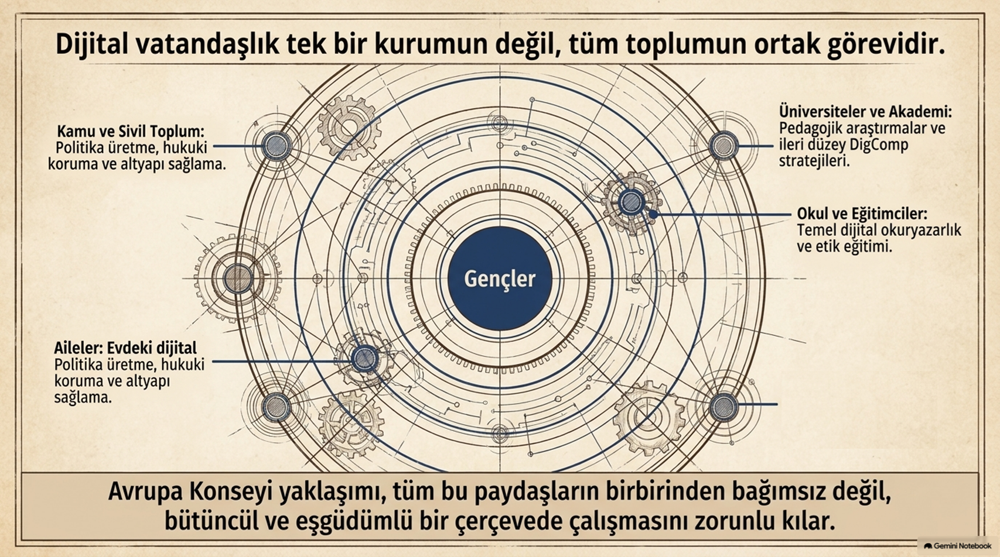 Dijital vatandaşlık tek bir kurumun değil, tüm toplumun ortak görevidir.
Kamu ve Sivil Toplum:
Politika üretme, hukuki
koruma ve altyapı sağlama.
Üniversiteler ve Akademi:
Pedagojik araştırmalar ve
ileri düzey DigComp
stratejileri.
Okul ve Eğitimciler:
Temel dijital okuryazarlık
ve etik eğitimi.
Gençler
Aileler: Evdeki dijital
Politika üretme, hukuki
koruma ve altyapı
sağlama.
Avrupa Konseyi yaklaşımı, tüm bu paydaşların birbirinden bağımsız değil,
bütüncül ve eşgüdümlü bir çerçevede çalışmasını zorunlu kılar.
Gemini Notebook